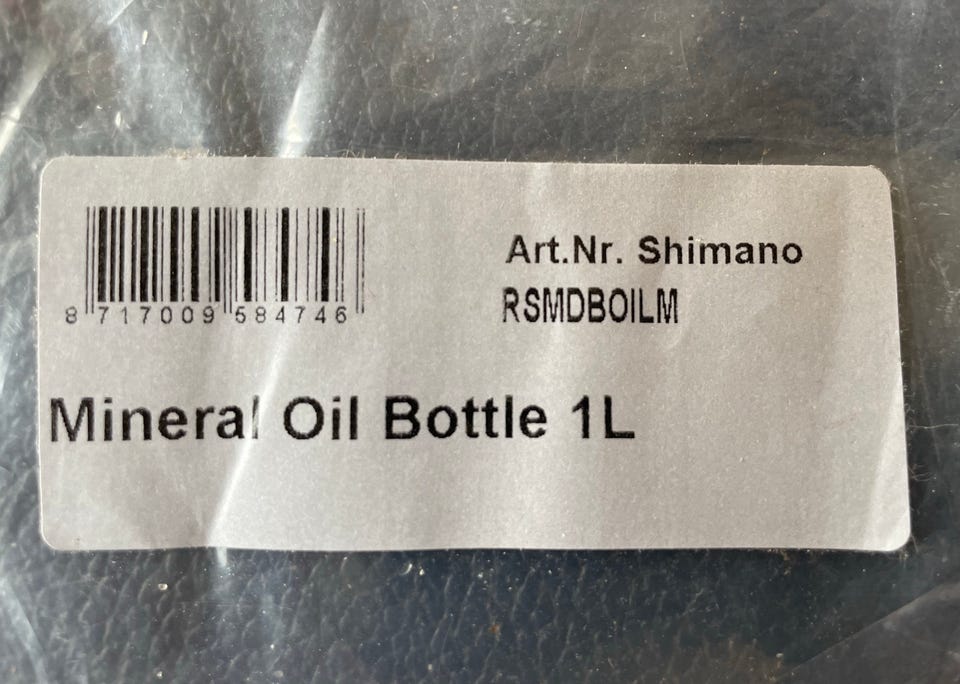 Art.Nr. Shimano
RSMDBOILM
8 717009 584746
Mineral Oil Bottle 1L